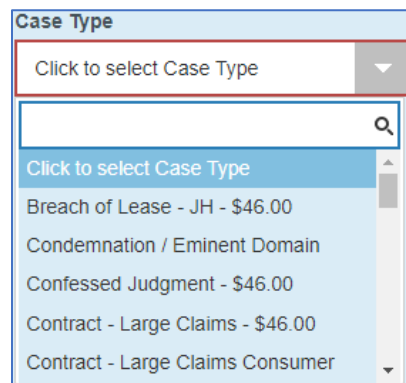 Case Type
Click to select Case Type
Click to select Case Type
Breach of Lease - JH - $46.00
Condemnation / Eminent Domain
Confessed Judgment - $46.00
Contract - Large Claims - $46.00
Contract - Large Claims Consumer